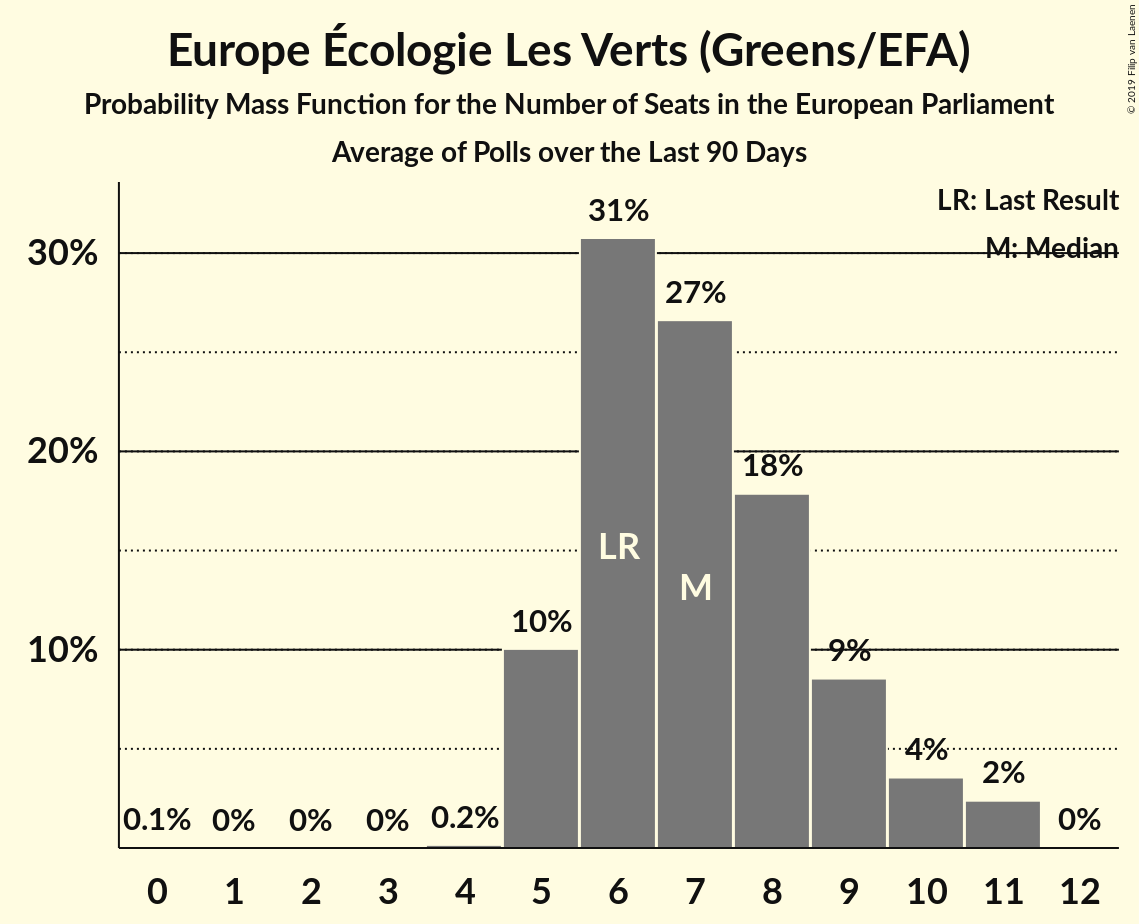 Europe Écologie Les Verts (Greens/EFA)
Probability Mass Function for the Number of Seats in the European Parliament
Average of Polls over the Last 90 Days
© 2019 Filip van Laenen
LR: Last Result
M: Median
30%
20%
10%
0.1%
0%
0%
0%
0.2%
10%
31%
27%
18%
9%
4%
2%
0%
LR
M
0 1 2 3 4 5 6 7 8 9 10 11 12